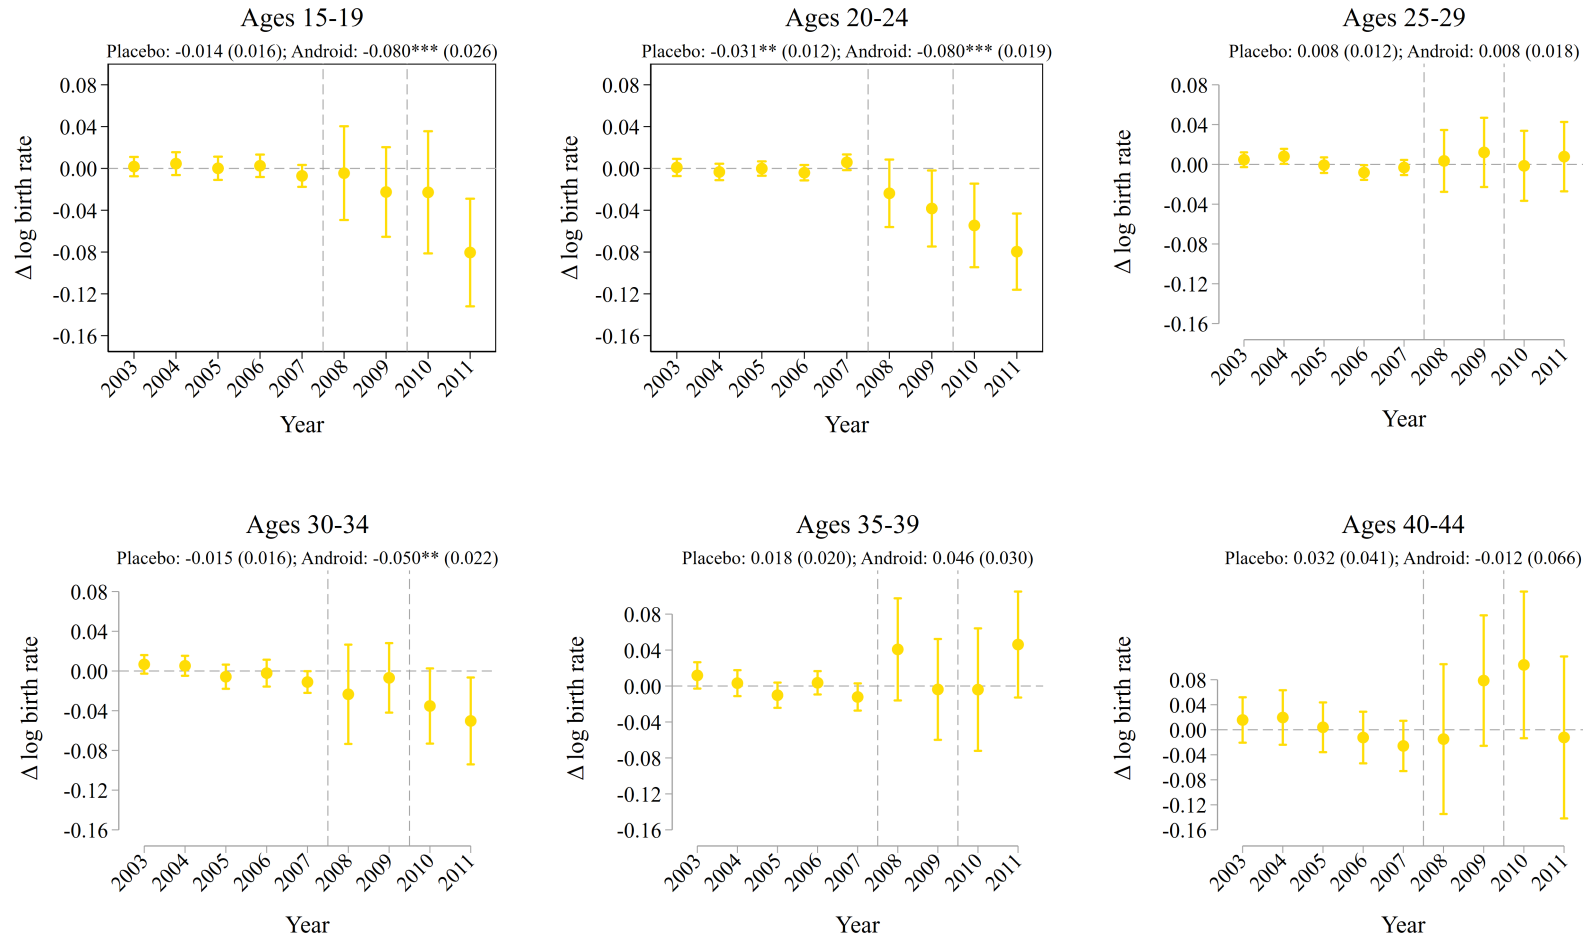 Ages 15-19
Placebo: -0.014 (0.016); Android: -0.080*** (0.026)
Δ log birth rate
0.08
0.04
0.00
-0.04
-0.08
-0.12
-0.16
2003 2004 2005 2006 2007 2008 2009 2010 2011
Year
Ages 20-24
Placebo: -0.031** (0.012); Android: -0.080*** (0.019)
Δ log birth rate
0.08
0.04
0.00
-0.04
-0.08
-0.12
-0.16
2003 2004 2005 2006 2007 2008 2009 2010 2011
Year
Ages 25-29
Placebo: 0.008 (0.012); Android: 0.008 (0.018)
Δ log birth rate
0.08
0.04
0.00
-0.04
-0.08
-0.12
-0.16
2003 2004 2005 2006 2007 2008 2009 2010 2011
Year
Ages 30-34
Placebo: -0.015 (0.016); Android: -0.050** (0.022)
Δ log birth rate
0.08
0.04
0.00
-0.04
-0.08
-0.12
-0.16
2003 2004 2005 2006 2007 2008 2009 2010 2011
Year
Ages 35-39
Placebo: 0.018 (0.020); Android: 0.046 (0.030)
Δ log birth rate
0.08
0.04
0.00
-0.04
-0.08
-0.12
-0.16
2003 2004 2005 2006 2007 2008 2009 2010 2011
Year
Ages 40-44
Placebo: 0.032 (0.041); Android: -0.012 (0.066)
Δ log birth rate
0.08
0.04
0.00
-0.04
-0.08
-0.12
-0.16
2003 2004 2005 2006 2007 2008 2009 2010 2011
Year